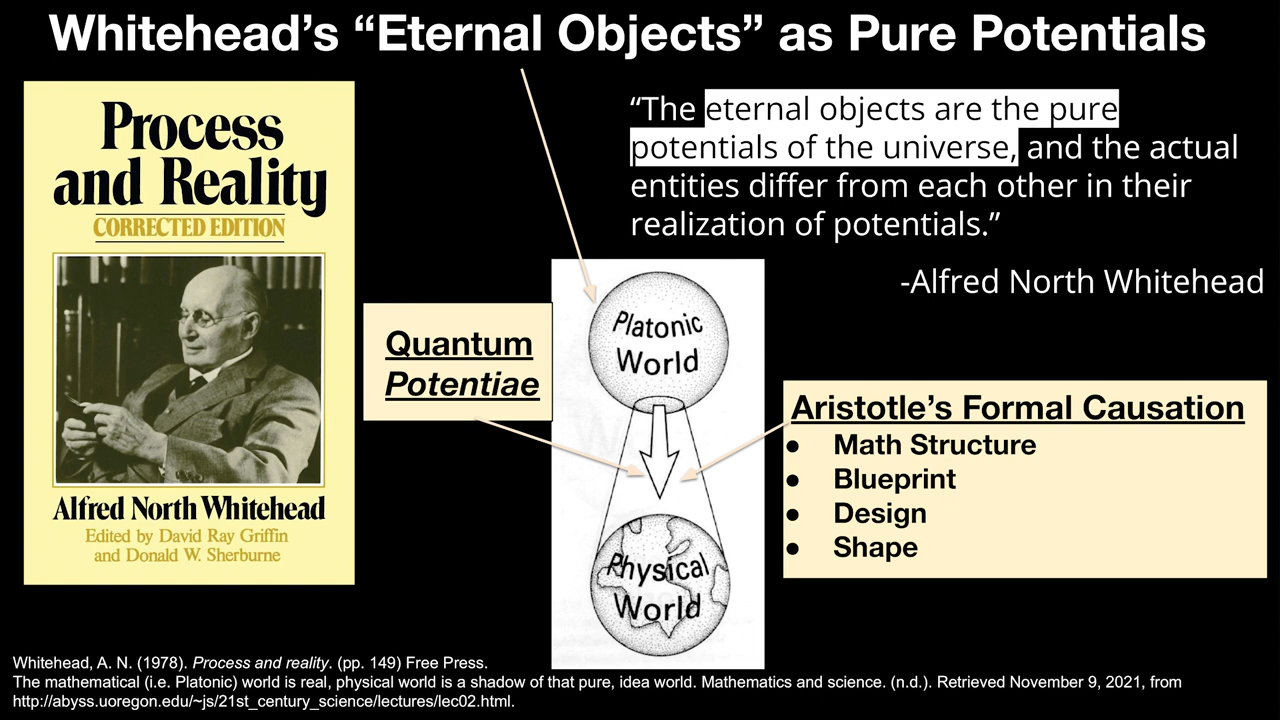 Whitehead's “Eternal Objects” as Pure Potentials
Process
and Reality
CORRECTED EDITION
Alfred North Whitehead
Edited by David Ray Griffin
and Donald W. Sherburne
“The eternal objects are the pure
potentials of the universe, and the actual
entities differ from each other in their
realization of potentials.”
-Alfred North Whitehead
Quantum
Potentiae
Platonic
World
Physical
World
Aristotle's Formal Causation
● Math Structure
● Blueprint
● Design
● Shape
Whitehead, A. N. (1978). Process and reality. (pp. 149) Free Press.
The mathematical (i.e. Platonic) world is real, physical world is a shadow of that pure, idea world. Mathematics and science. (n.d.). Retrieved November 9, 2021, from
http://abyss.uoregon.edu/~js/21st_century_science/lectures/lec02.html.